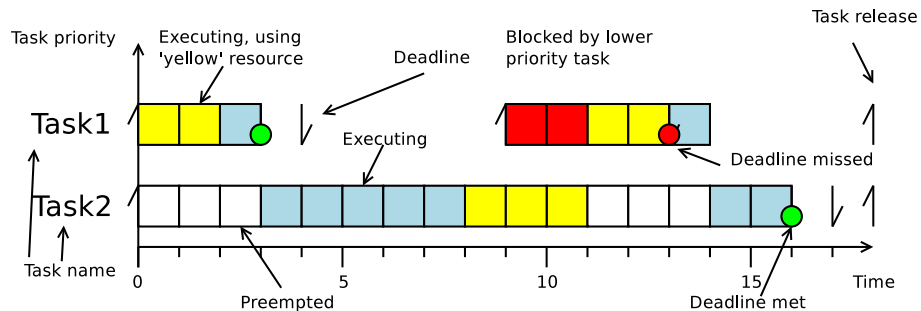 Task release
Task priority
Executing, using
'yellow' resource
Deadline
Blocked by lower
priority task
Task1
Executing
Deadline missed
Task2
Task name
0
5
10
15
Time
Preempted
Deadline met